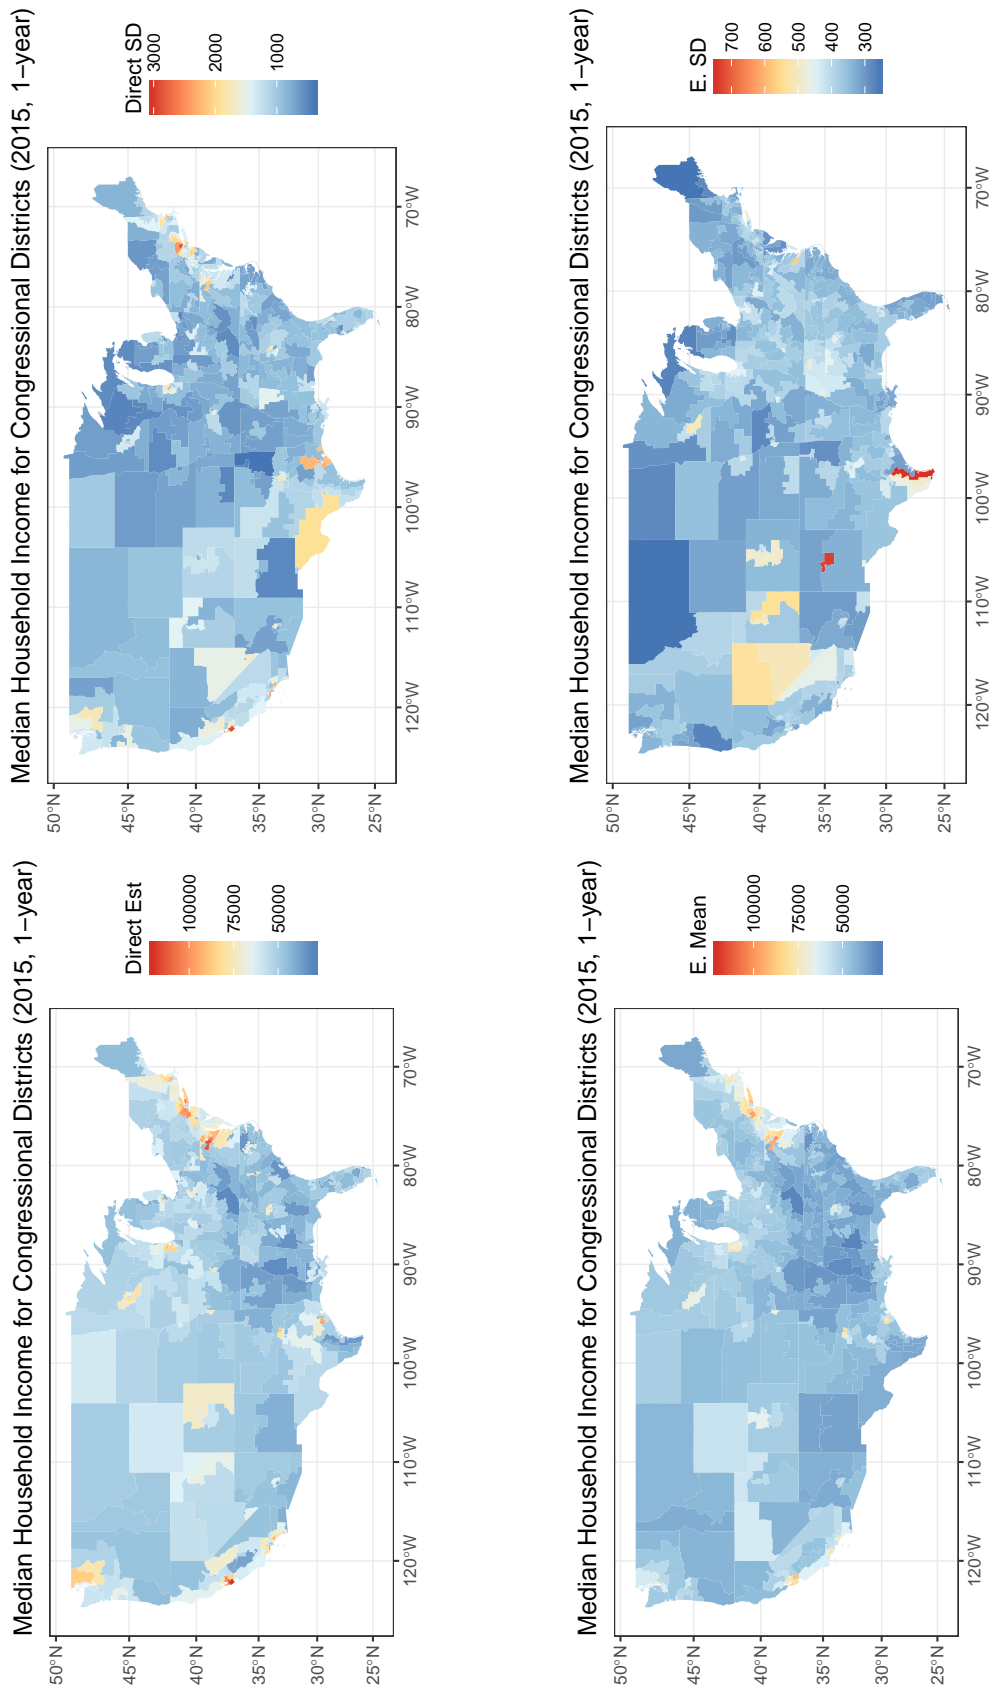 Median Household Income for Congressional Districts (2015, 1−year)
50°N
45°N
40°N
35°N
30°N
25°N
120°W
110°W
100°W
90°W
80°W
70°W
Direct Est
100000
75000
50000
Median Household Income for Congressional Districts (2015, 1−year)
50°N
45°N
40°N
35°N
30°N
25°N
120°W
110°W
100°W
90°W
80°W
70°W
Direct SD
3000
2000
1000
Median Household Income for Congressional Districts (2015, 1−year)
50°N
45°N
40°N
35°N
30°N
25°N
120°W
110°W
100°W
90°W
80°W
70°W
E. Mean
100000
75000
50000
Median Household Income for Congressional Districts (2015, 1−year)
50°N
45°N
40°N
35°N
30°N
25°N
120°W
110°W
100°W
90°W
80°W
70°W
E. SD
700
600
500
400
300